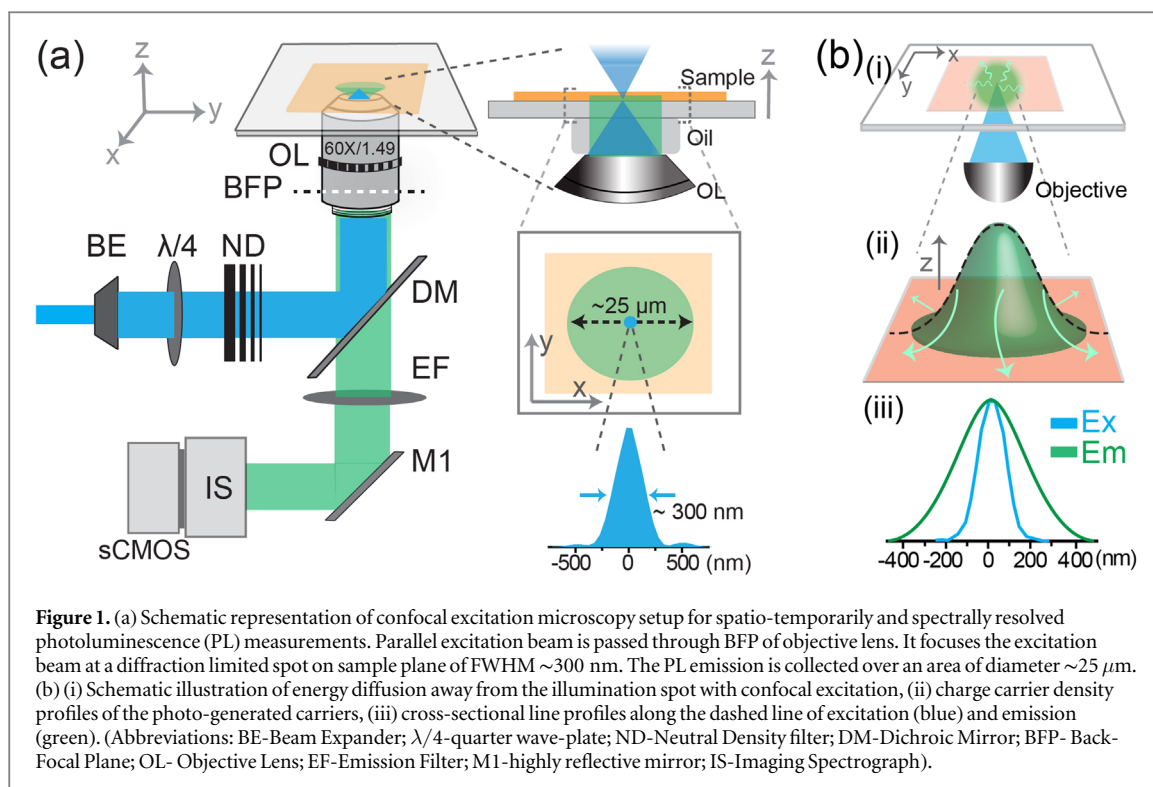 (a)
z
y
x
60X/1.49
OL
BFP
BE
λ/4
ND
DM
EF
M1
IS
sCMOS
Sample
z
Oil
OL
~25 µm
y
x
~ 300 nm
-500 0 500 (nm)
(b)
(i)
x
y
Objective
(ii)
z
(iii)
Ex
Em
-400 -200 0 200 400 (nm)
Figure 1. (a) Schematic representation of confocal excitation microscopy setup for spatio-temporarily and spectrally resolved
photoluminescence (PL) measurements. Parallel excitation beam is passed through BFP of objective lens. It focuses the excitation
beam at a diffraction limited spot on sample plane of FWHM ~300 nm. The PL emission is collected over an area of diameter ~25 μm.
(b) (i) Schematic illustration of energy diffusion away from the illumination spot with confocal excitation, (ii) charge carrier density
profiles of the photo-generated carriers, (iii) cross-sectional line profiles along the dashed line of excitation (blue) and emission
(green). (Abbreviations: BE-Beam Expander; λ/4-quarter wave-plate; ND-Neutral Density filter; DM-Dichroic Mirror; BFP- Back-
Focal Plane; OL- Objective Lens; EF-Emission Filter; M1-highly reflective mirror; IS-Imaging Spectrograph).